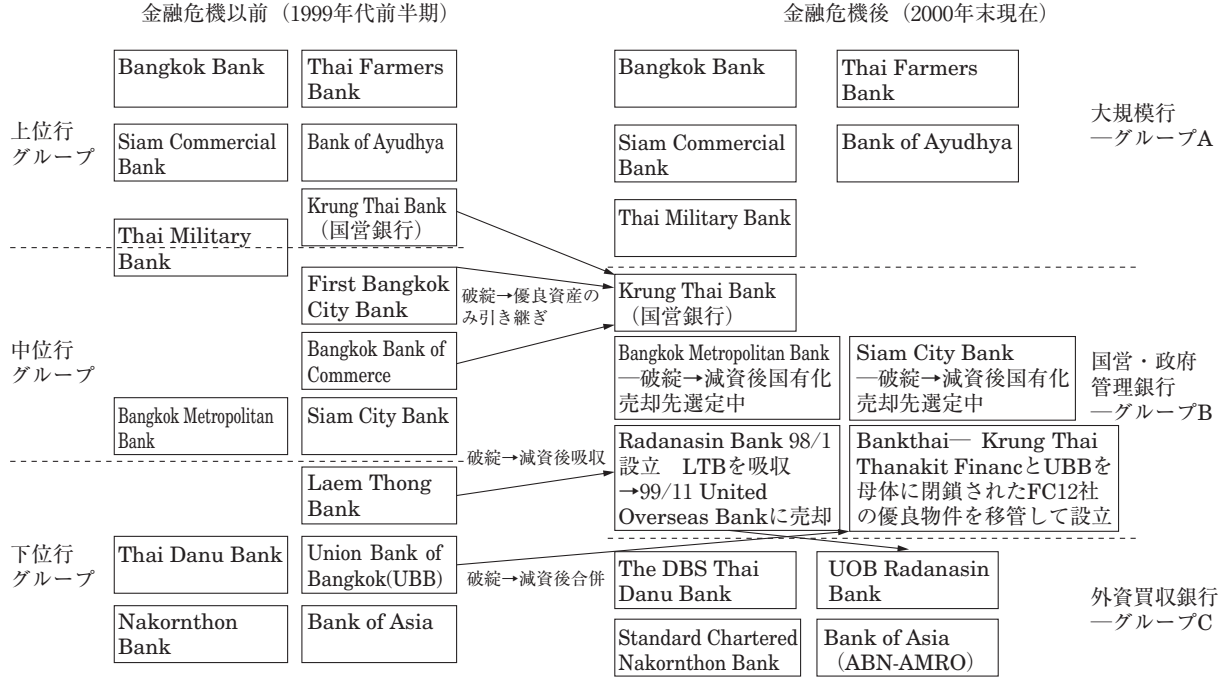 金融危機以前(1999年代前半期)
金融危機後(2000年末現在)
Bangkok Bank
Thai Farmers
Bank
上位行
グループ
Siam Commercial
Bank
Bank of Ayudhya
Krung Thai Bank
(国営銀行)
Thai Military
Bank
First Bangkok
City Bank
破綻→優良資産の
み引き継ぎ
中位行
グループ
Bangkok Bank of
Commerce
Bangkok Metropolitan
Bank
Siam City Bank
破綻→減資後吸収
Laem Thong
Bank
下位行
グループ
Thai Danu Bank
Union Bank of
Bangkok(UBB)
破綻→減資後合併
Nakornthon
Bank
Bank of Asia
Bangkok Bank
Thai Farmers
Bank
大規模行
―グループA
Siam Commercial
Bank
Bank of Ayudhya
Thai Military Bank
Krung Thai Bank
(国営銀行)
Bangkok Metropolitan Bank
―破綻→減資後国有化
売却先選定中
Siam City Bank
―破綻→減資後国有化
売却先選定中
国営・政府
管理銀行
―グループB
Radanasin Bank 98/1
設立 LTBを吸収
→99/11 United
Overseas Bankに売却
Bankthai― Krung Thai
Thanakit FinancとUBBを
母体に閉鎖されたFC12社
の優良物件を移管して設立
The DBS Thai
Danu Bank
UOB Radanasin
Bank
外資買収銀行
―グループC
Standard Chartered
Nakornthon Bank
Bank of Asia
(ABN-AMRO)